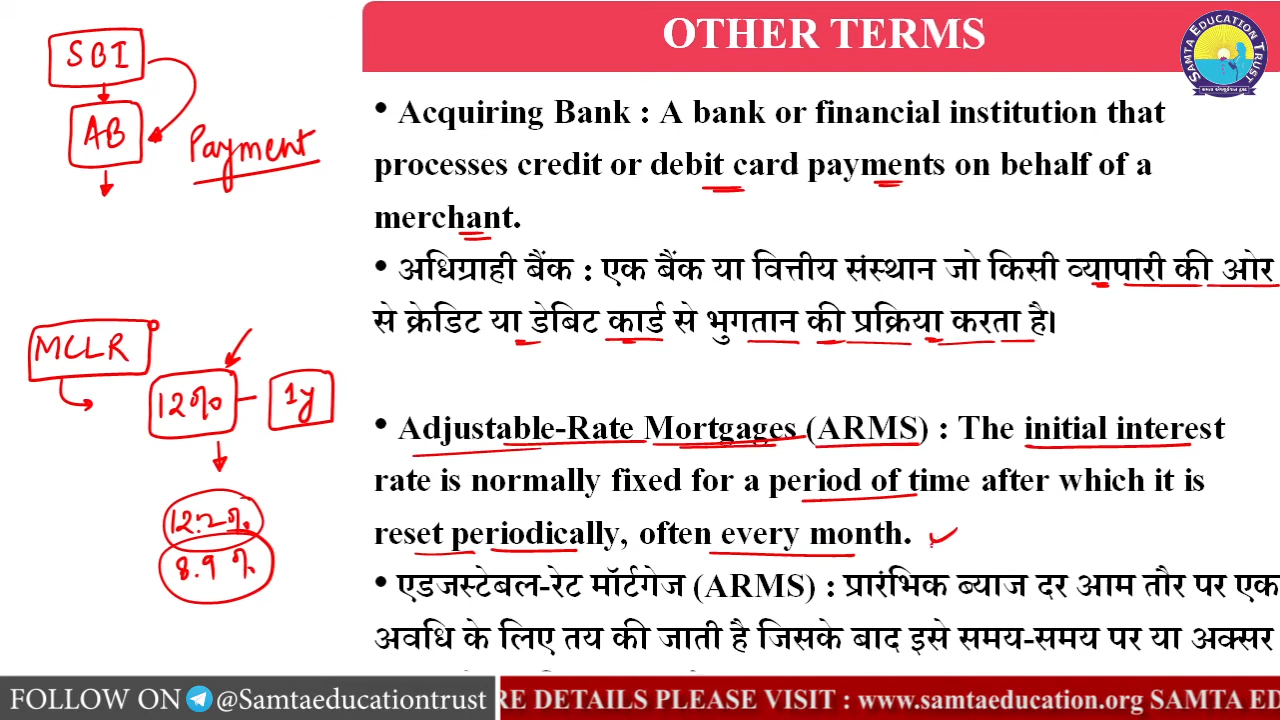 OTHER TERMS
SAMTA EDUCATION TRUST
SBI
AB
Payment
• Acquiring Bank : A bank or financial institution that
processes credit or debit card payments on behalf of a
merchant.
• अधिग्राही बैंक : एक बैंक या वित्तीय संस्थान जो किसी व्यापारी की ओर
से क्रेडिट या डेबिट कार्ड से भुगतान की प्रक्रिया करता है।
MCLR
12% - 1y
12.2%
8.9%
• Adjustable-Rate Mortgages (ARMS) : The initial interest
rate is normally fixed for a period of time after which it is
reset periodically, often every month.
• एडजस्टेबल-रेट मॉर्टगेज (ARMS) : प्रारंभिक ब्याज दर आम तौर पर एक
अवधि के लिए तय की जाती है जिसके बाद इसे समय-समय पर या अक्सर
FOLLOW ON @Samtaeducationtrust
RE DETAILS PLEASE VISIT : www.samtaeducation.org SAMTA ED